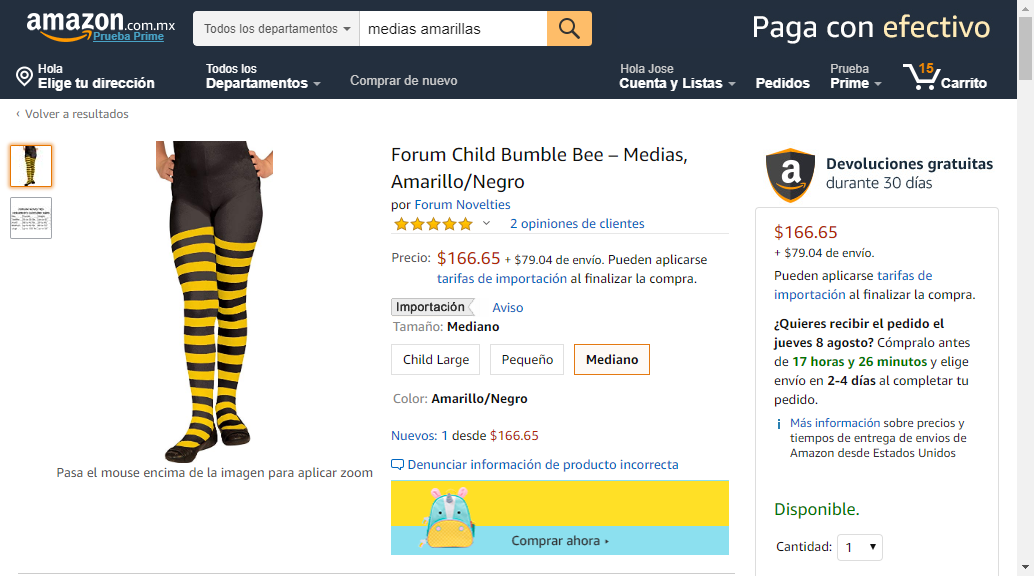 amazon.com.mx
Prueba Prime
Todos los departamentos
medias amarillas
Paga con efectivo
Hola
Elige tu dirección
Todos los
Departamentos
Comprar de nuevo
Hola Jose
Cuenta y Listas
Pedidos
Prueba
Prime
15
Carrito
‹ Volver a resultados
Forum Child Bumble Bee – Medias,
Amarillo/Negro
por Forum Novelties
2 opiniones de clientes
Precio: $166.65 + $79.04 de envío. Pueden aplicarse
tarifas de importación al finalizar la compra.
Importación Aviso
Tamaño: Mediano
Child Large Pequeño Mediano
Color: Amarillo/Negro
Nuevos: 1 desde $166.65
Denunciar información de producto incorrecta
Comprar ahora ▸
Pasa el mouse encima de la imagen para aplicar zoom
a
Devoluciones gratuitas
durante 30 días
$166.65
+ $79.04 de envío.
Pueden aplicarse tarifas de
importación al finalizar la compra.
¿Quieres recibir el pedido el
jueves 8 agosto? Cómpralo antes
de 17 horas y 26 minutos y elige
envío en 2-4 días al completar tu
pedido.
i Más información sobre precios y
tiempos de entrega de envios de
Amazon desde Estados Unidos
Disponible.
Cantidad: 1